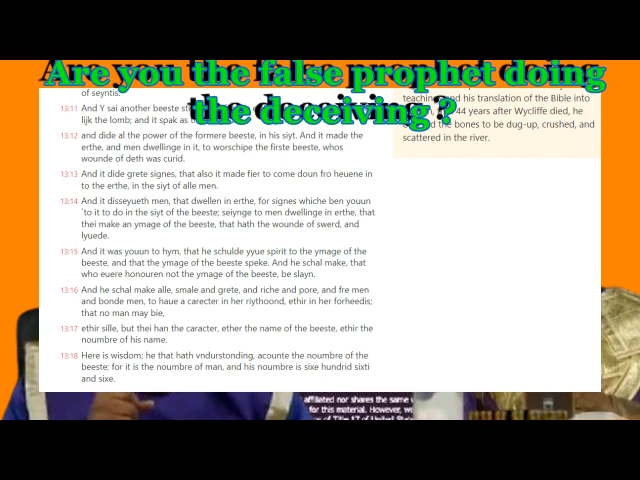 Are you the false prophet doing
the deceiving ?
of seyntis.
13:11 And Y sai another beeste
lijk the lomb; and it spak as
13:12 and dide al the power of the formere beeste, in his siyt. And it made the
erthe, and men dwellinge in it, to worschipe the firste beeste, whos
wounde of deth was curid.
13:13 And it dide grete signes, that also it made fier to come doun fro heuene in
to the erthe, in the siyt of alle men.
13:14 And it disseyueth men, that dwellen in erthe, for signes whiche ben youun
`to it to do in the siyt of the beeste; seiynge to men dwellinge in erthe, that
thei make an ymage of the beeste, that hath the wounde of swerd, and
lyuede.
13:15 And it was youun to hym, that he schulde yyue spirit to the ymage of the
beeste, and that the ymage of the beeste speke. And he schal make, that
who euere honouren not the ymage of the beeste, be slayn.
13:16 And he schal make alle, smale and grete, and riche and pore, and fre men
and bonde men, to haue a carecter in her riythoond, ethir in her forheedis;
that no man may bie,
13:17 ethir sille, but thei han the caracter, ether the name of the beeste, ethir the
noumbre of his name.
13:18 Here is wisdom; he that hath vndurstonding, acounte the noumbre of the
beeste; for it is the noumbre of man, and his noumbre is sixe hundrid sixti
and sixe.
teaching and his translation of the Bible into
44 years after Wycliffe died, he
the bones to be dug-up, crushed, and
scattered in the river.
affiliated nor shares the same
for this material. However,
of Title 17 of United